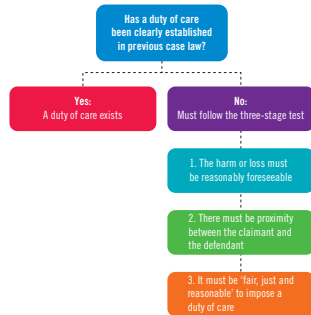 Has a duty of care
been clearly established
in previous case law?
Yes:
A duty of care exists
No:
Must follow the three-stage test
1. The harm or loss must
be reasonably foreseeable
2. There must be proximity
between the claimant and
the defendant
3. It must be ‘fair, just and
reasonable’ to impose a
duty of care